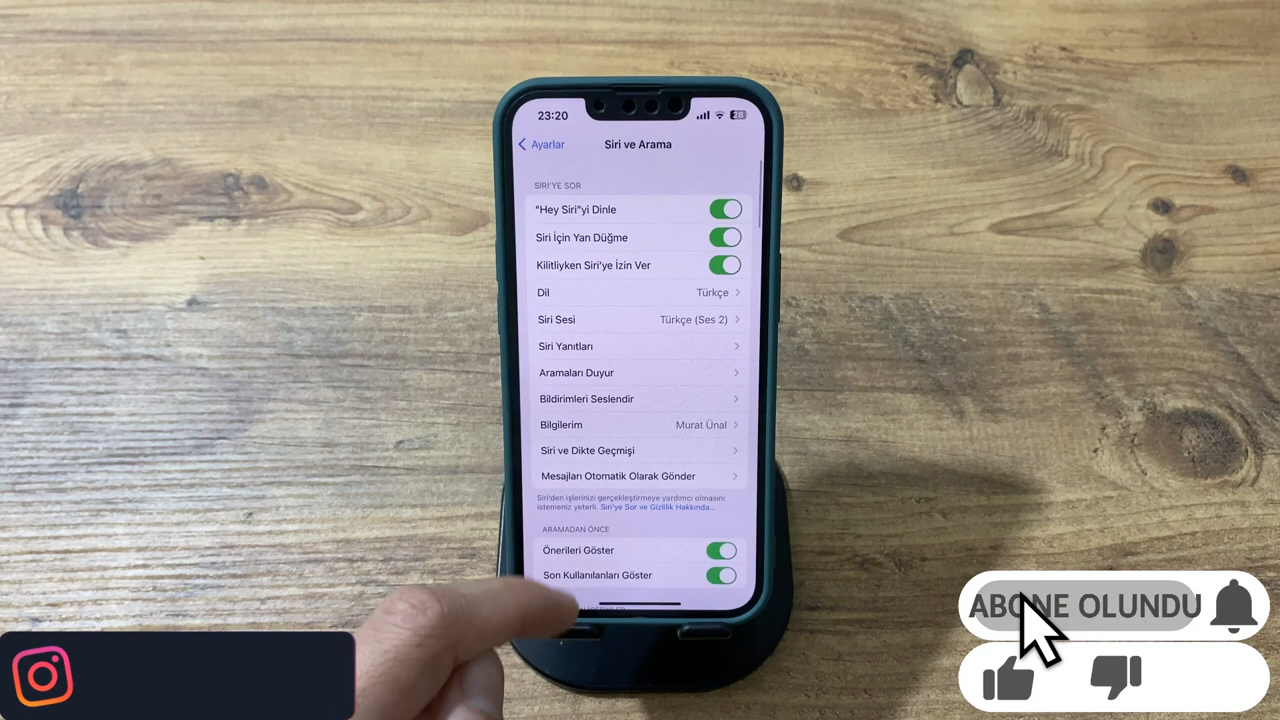 23:20
28
Ayarlar
Siri ve Arama
SİRİ'YE SOR
"Hey Siri"yi Dinle
Siri İçin Yan Düğme
Kilitliyken Siri'ye İzin Ver
Dil Türkçe
Siri Sesi Türkçe (Ses 2)
Siri Yanıtları
Aramaları Duyur
Bildirimleri Seslendir
Bilgilerim Murat Ünal
Siri ve Dikte Geçmişi
Mesajları Otomatik Olarak Gönder
Siri'den işlerinizi gerçekleştirmeye yardımcı olmasını
istemeniz yeterli. Siri'ye Sor ve Gizlilik Hakkında...
ARAMADAN ÖNCE
Önerileri Göster
Son Kullanılanları Göster
ABONE OLUNDU